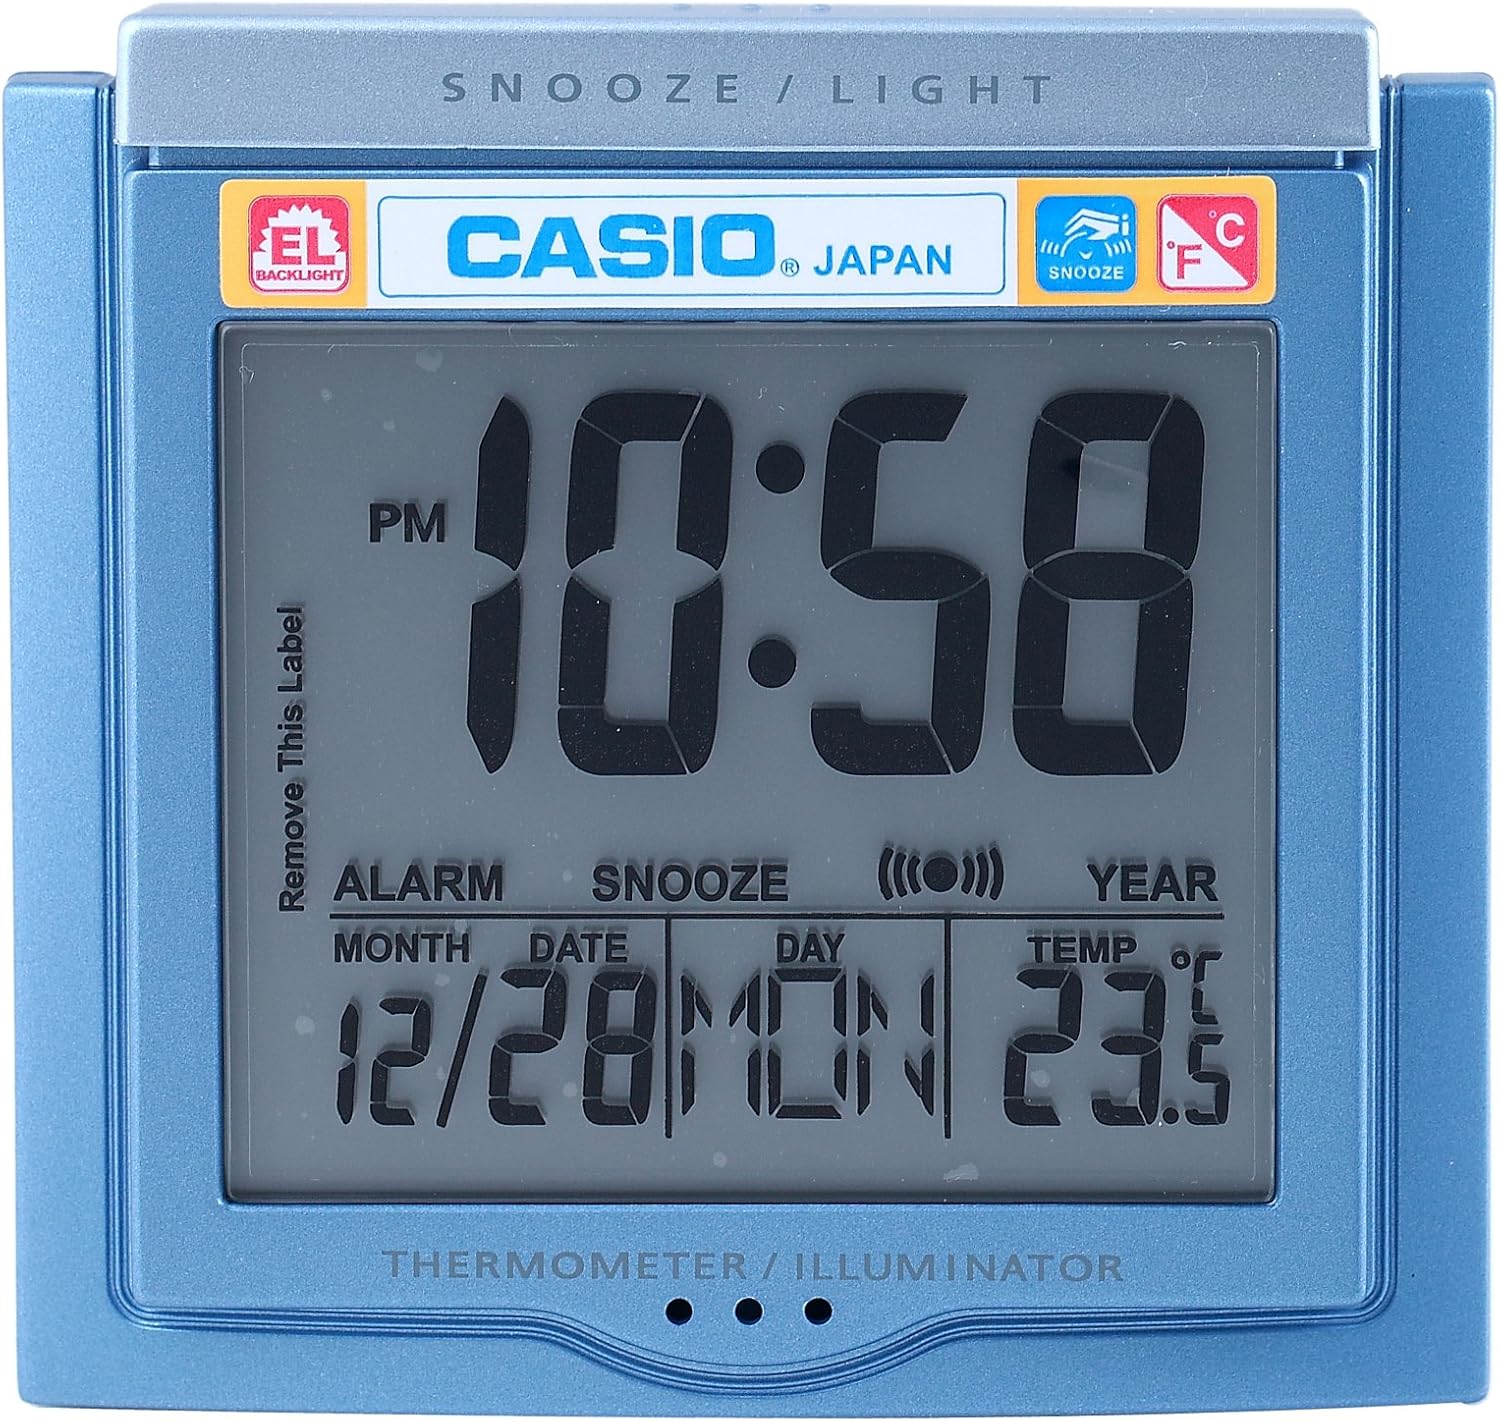 SNOOZE / LIGHT
EL
BACKLIGHT
CASIO® JAPAN
SNOOZE
°F °C
PM 10:58
Remove This Label
ALARM SNOOZE YEAR
MONTH DATE DAY TEMP °C
12/28 MON 23.5
THERMOMETER / ILLUMINATOR